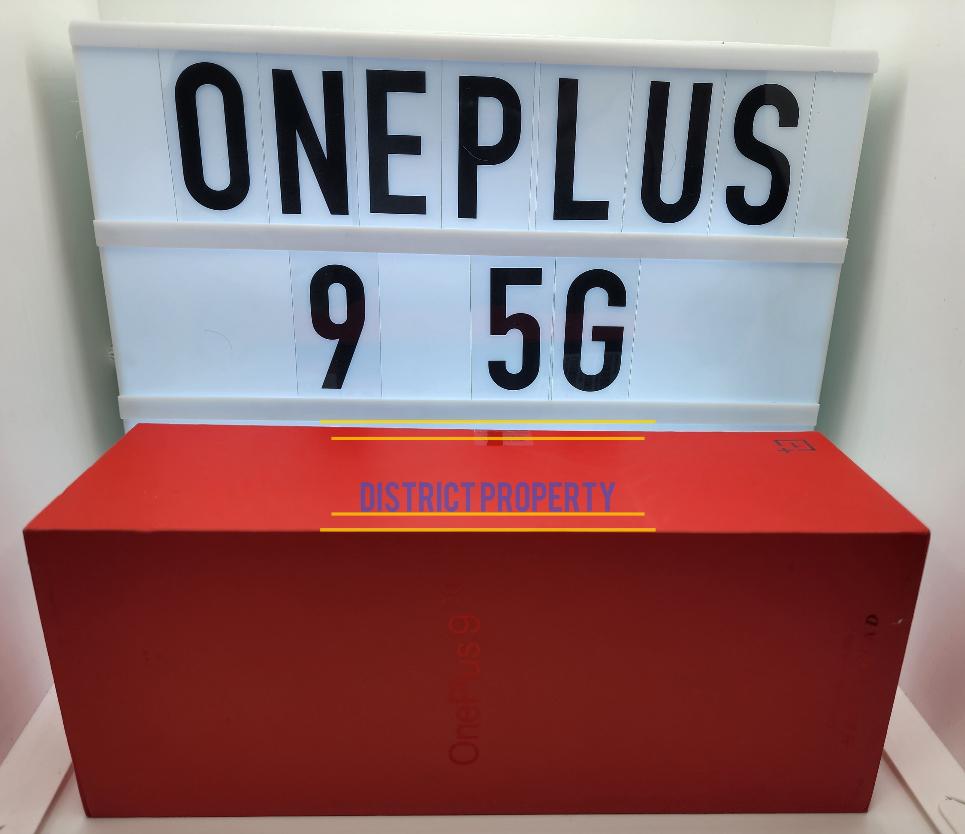 ONEPLUS
9 5G
DISTRICT PROPERTY
OnePlus 9